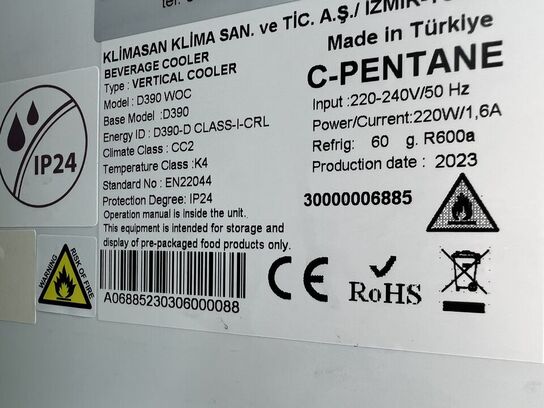 KLİMASAN KLİMA SAN. ve TİC. A.Ş./ İZMİR-
BEVERAGE COOLER
Type : VERTICAL COOLER
Model : D390 WOC
Base Model : D390
Energy ID : D390-D CLASS-I-CRL
Climate Class : CC2
Temperature Class : K4
Standard No : EN22044
Protection Degree: IP24
Operation manual is inside the unit.
This equipment is intended for storage and
display of pre-packaged food products only.
Made in Türkiye
C-PENTANE
Input :220-240V/50 Hz
Power/Current:220W/1,6A
Refrig: 60 g. R600a
Production date : 2023
30000006885
IP24
WARNING
RISK OF FIRE
A06885230306000088
CE
RoHS